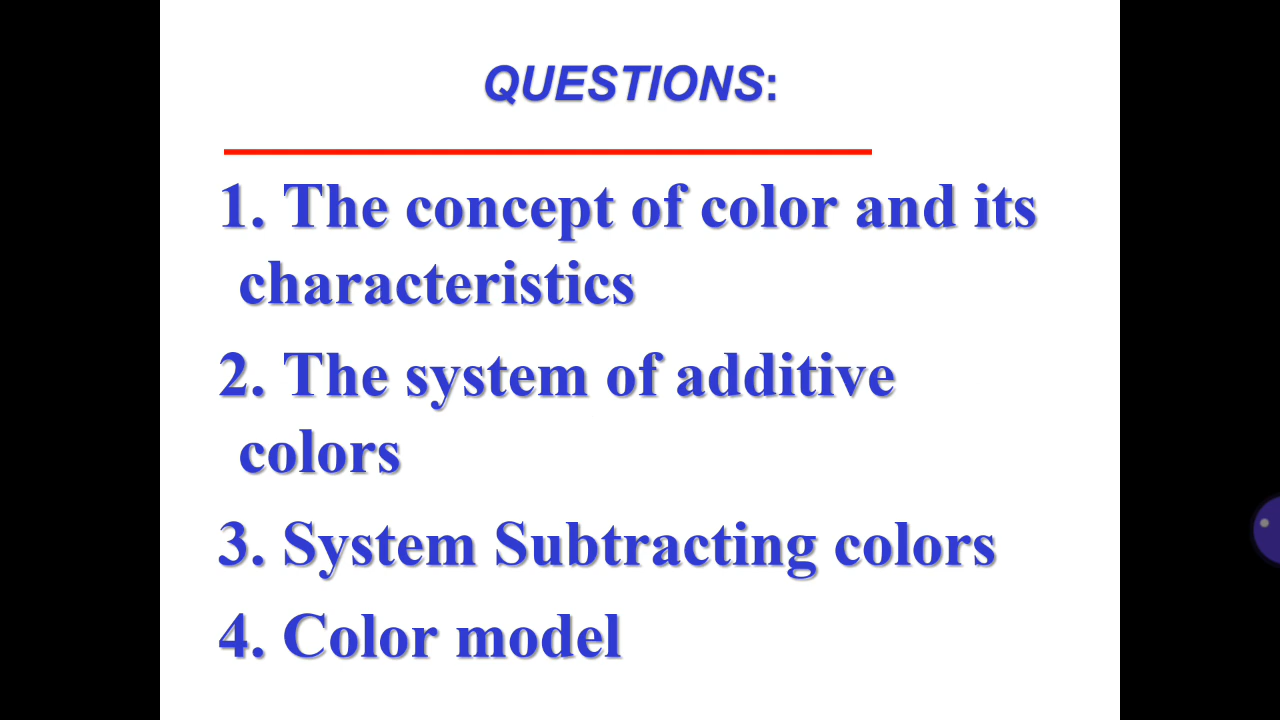 QUESTIONS:
1. The concept of color and its
characteristics
2. The system of additive
colors
3. System Subtracting colors
4. Color model